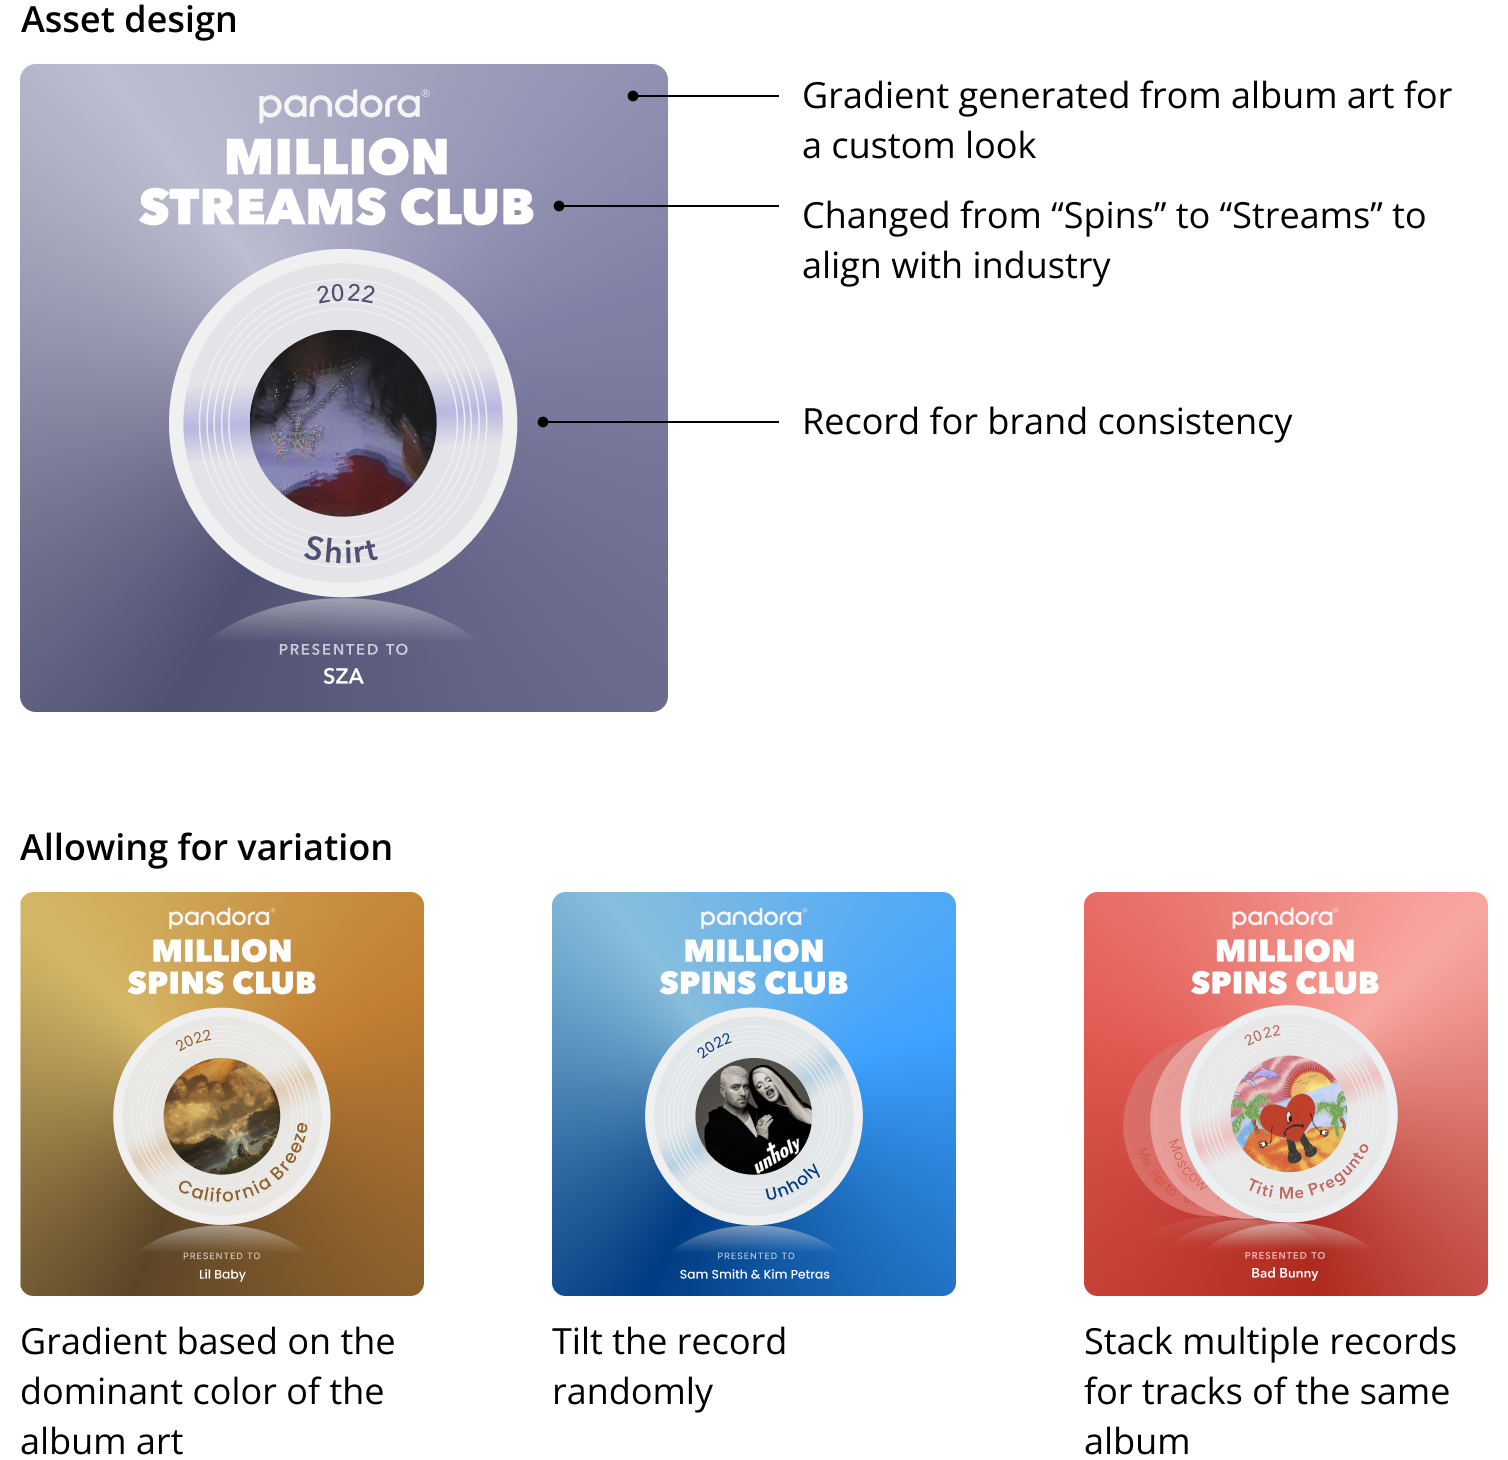 Asset design
pandora®
MILLION
STREAMS CLUB
2022
Shirt
PRESENTED TO
SZA
Gradient generated from album art for
a custom look
Changed from “Spins” to “Streams” to
align with industry
Record for brand consistency
Allowing for variation
pandora
MILLION
SPINS CLUB
2022
California Breeze
PRESENTED TO
Lil Baby
Gradient based on the
dominant color of the
album art
pandora
MILLION
SPINS CLUB
2022
unholy
Unholy
PRESENTED TO
Sam Smith & Kim Petras
Tilt the record
randomly
pandora
MILLION
SPINS CLUB
2022
Me Porto
Moscow
Titi Me Pregunto
PRESENTED TO
Bad Bunny
Stack multiple records
for tracks of the same
album